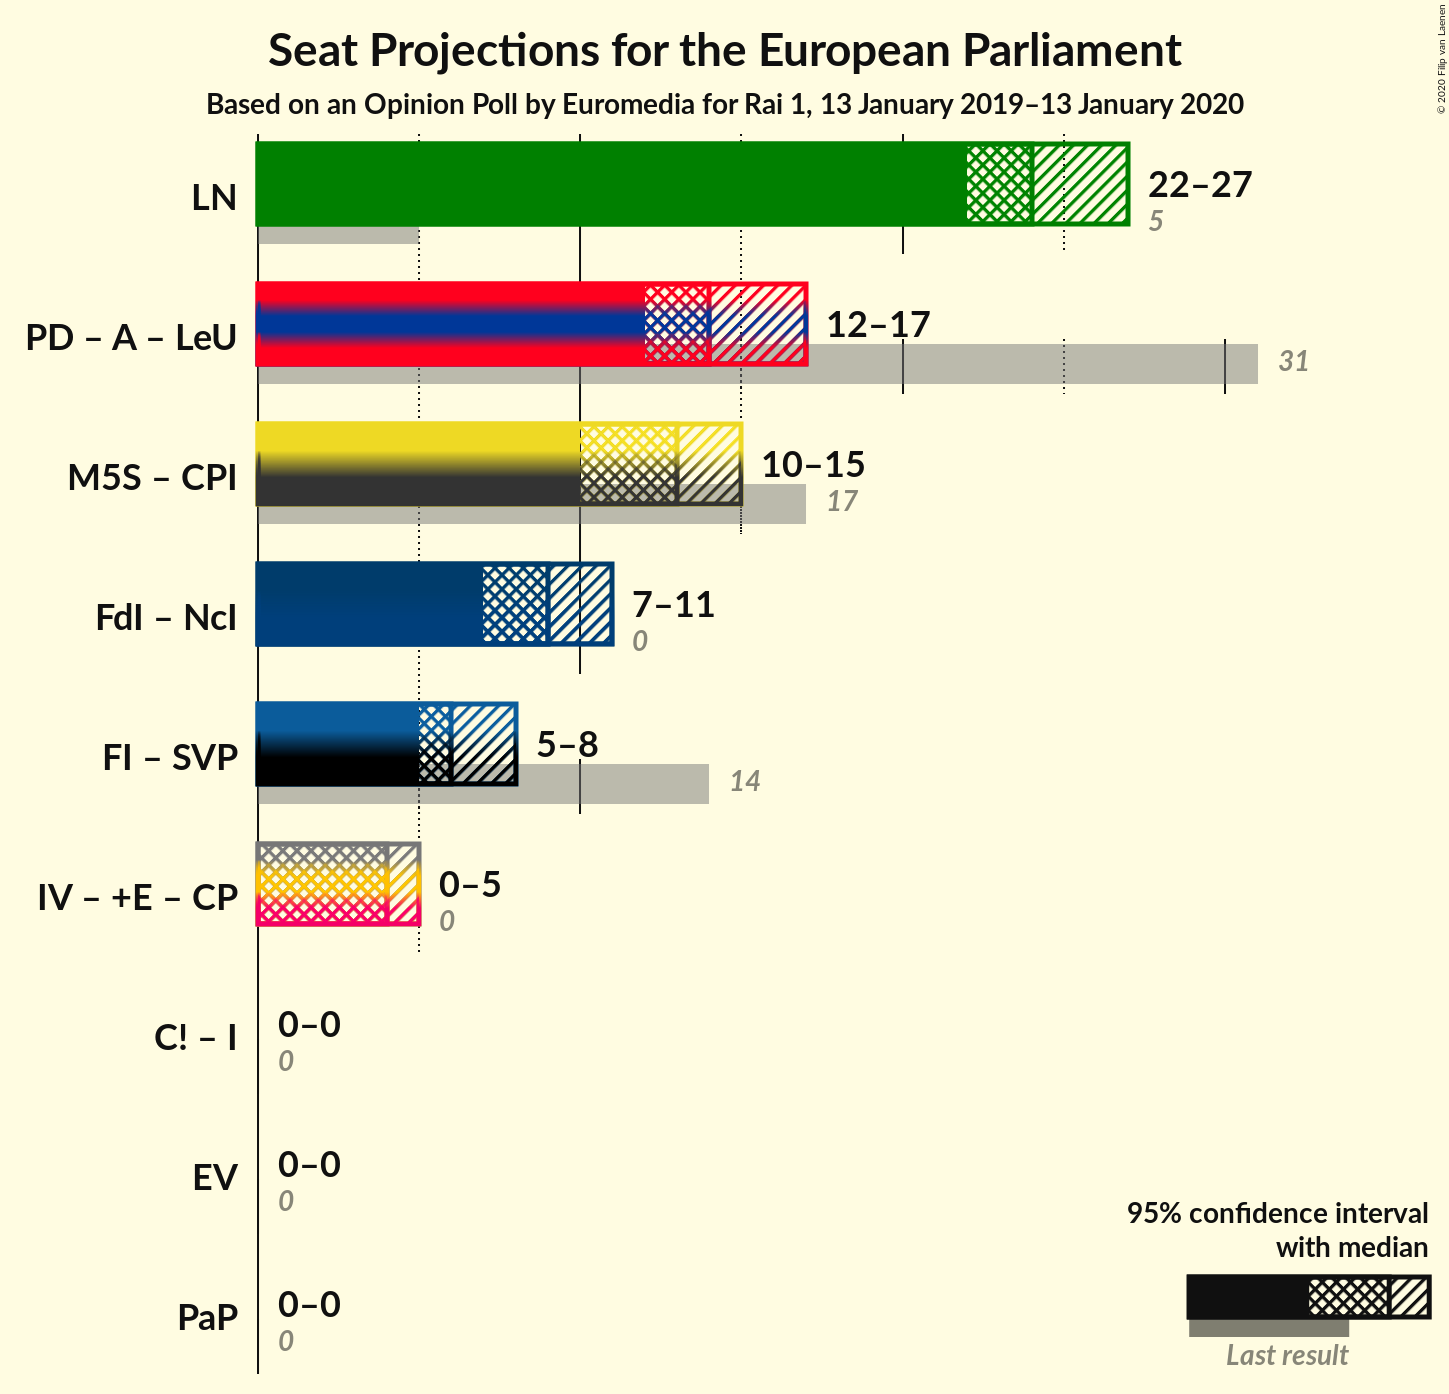 Seat Projections for the European Parliament
Based on an Opinion Poll by Euromedia for Rai 1, 13 January 2019–13 January 2020
© 2020 Filip van Laenen
LN
22–27
5
PD – A – LeU
12–17
31
M5S – CPI
10–15
17
FdI – NcI
7–11
0
FI – SVP
5–8
14
IV – +E – CP
0–5
0
C! – I
0–0
0
EV
0–0
0
PaP
0–0
0
95% confidence interval
with median
Last result